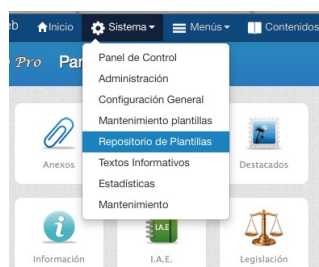 eb Inicio Sistema Menús Contenidos
Pro Par
Panel de Control
Administración
Configuración General
Mantenimiento plantillas
Repositorio de Plantillas
Textos Informativos
Estadísticas
Mantenimiento
Anexos
Destacados
I.A.E
Información
I.A.E.
Legislación